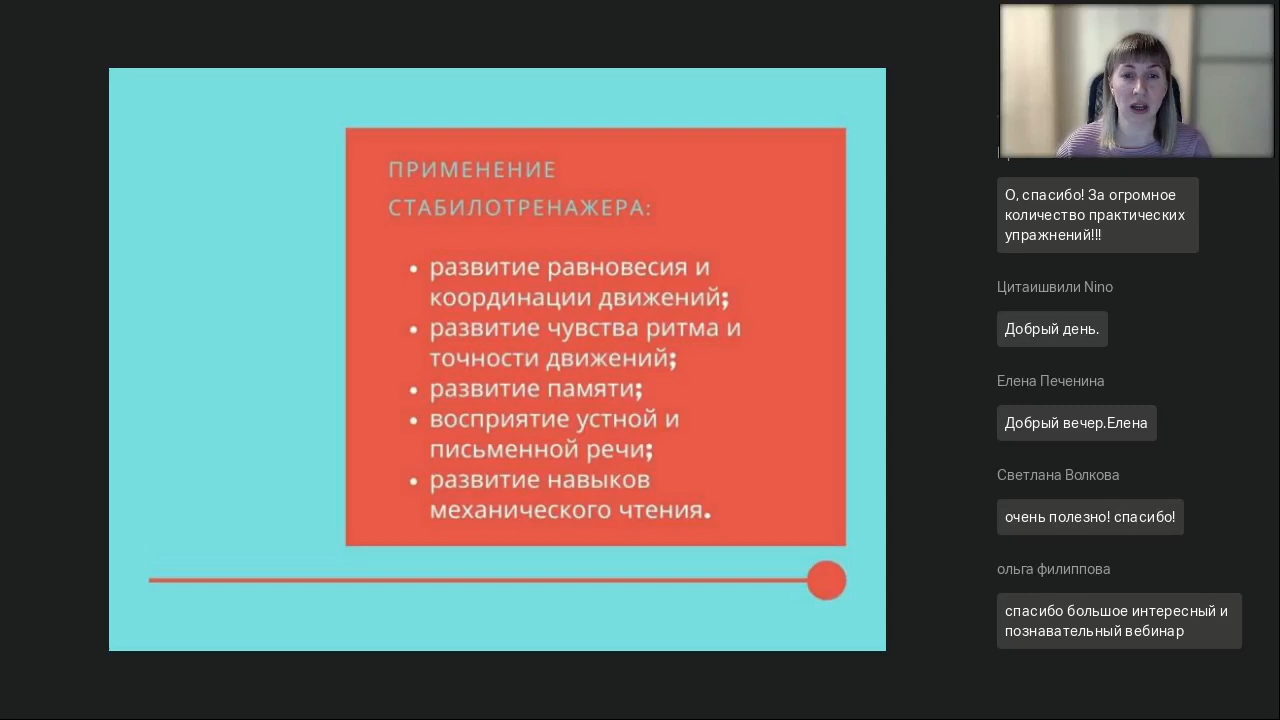 ПРИМЕНЕНИЕ
СТАБИЛОТРЕНАЖЕРА:
• развитие равновесия и
координации движений;
• развитие чувства ритма и
точности движений;
• развитие памяти;
• восприятие устной и
письменной речи;
• развитие навыков
механического чтения.
О, спасибо! За огромное
количество практических
упражнений!!!
Цитаишвили Nino
Добрый день.
Елена Печенина
Добрый вечер.Елена
Светлана Волкова
очень полезно! спасибо!
ольга филиппова
спасибо большое интересный и
познавательный вебинар